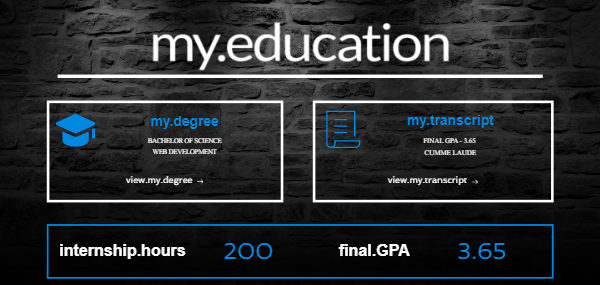 my.education
my.degree
BACHELOR OF SCIENCE
WEB DEVELOPMENT
view.my.degree →
my.transcript
FINAL GPA - 3.65
CUMME LAUDE
view.my.transcript →
internship.hours 200 final.GPA 3.65